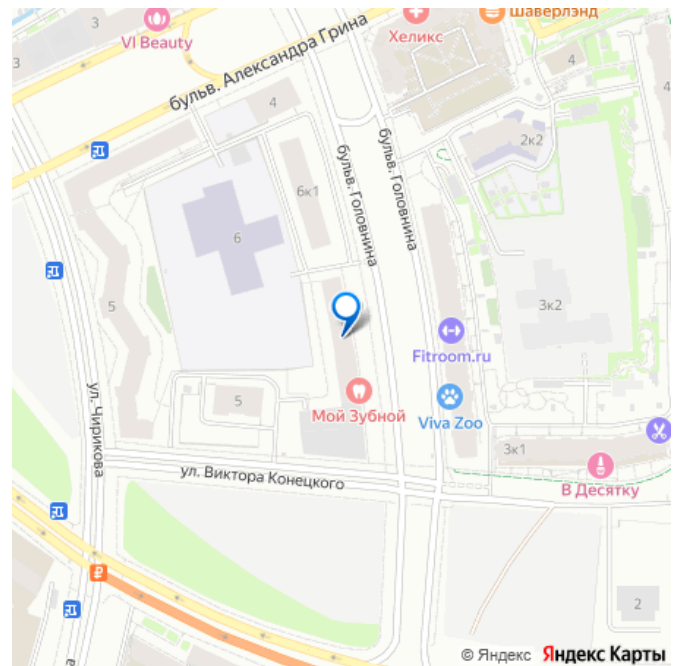 Шаверлэнд
Хеликс
3
VI Beauty
3
бульв. Александра Грина
4
4
4
2к2
бульв. Головнина
бульв. Головнина
6к1
6
3к2
5
Fitroom.ru
5
Мой Зубной
Viva Zoo
ул. Чирикова
3к1
ул. Виктора Конецкого
В Десятку
2
© Яндекс Яндекс Карты